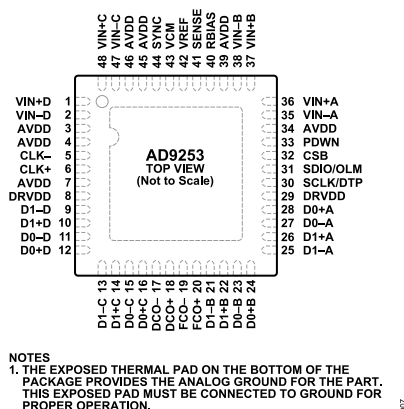 48 VIN+C
47 VIN–C
46 AVDD
45 AVDD
44 SYNC
43 VCM
42 VREF
41 SENSE
40 RBIAS
39 AVDD
38 VIN–B
37 VIN+B
VIN+D 1
VIN–D 2
AVDD 3
AVDD 4
CLK– 5
CLK+ 6
AVDD 7
DRVDD 8
D1–D 9
D1+D 10
D0–D 11
D0+D 12
AD9253
TOP VIEW
(Not to Scale)
36 VIN+A
35 VIN–A
34 AVDD
33 PDWN
32 CSB
31 SDIO/OLM
30 SCLK/DTP
29 DRVDD
28 D0+A
27 D0–A
26 D1+A
25 D1–A
D1–C 13
D1+C 14
D0–C 15
D0+C 16
DCO– 17
DCO+ 18
FCO– 19
FCO+ 20
D1–B 21
D1+B 22
D0–B 23
D0+B 24
NOTES
1. THE EXPOSED THERMAL PAD ON THE BOTTOM OF THE
PACKAGE PROVIDES THE ANALOG GROUND FOR THE PART.
THIS EXPOSED PAD MUST BE CONNECTED TO GROUND FOR
PROPER OPERATION.